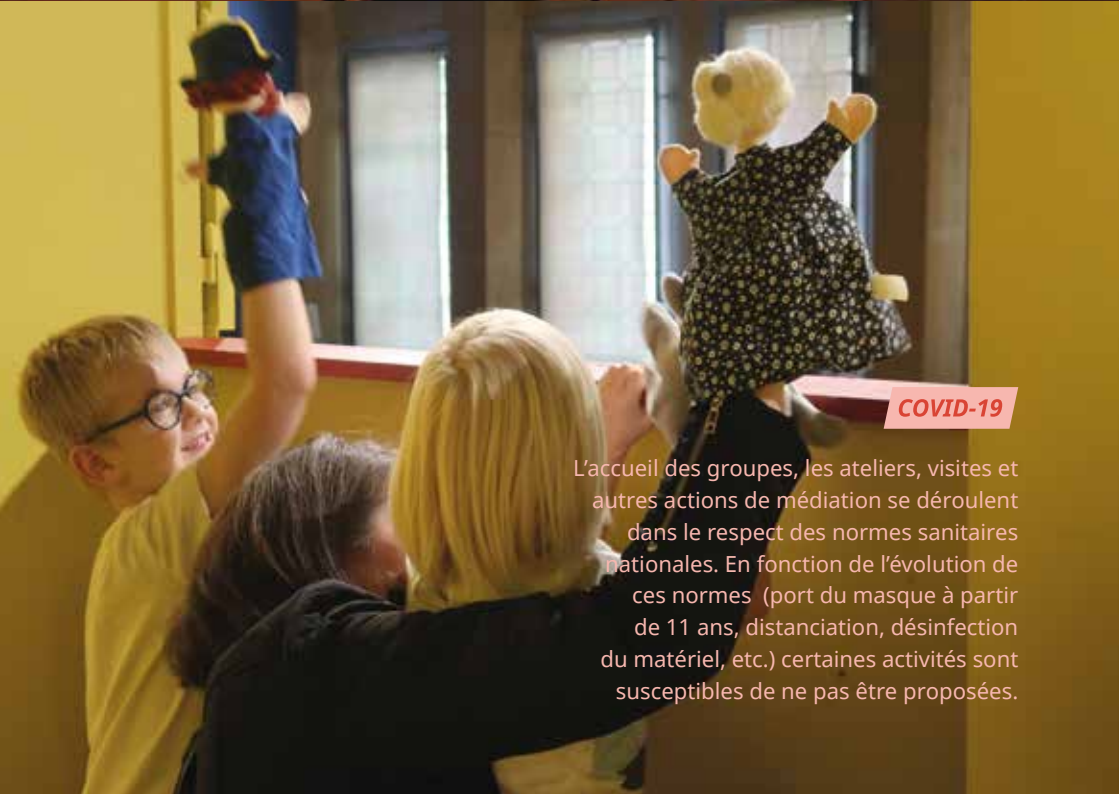 COVID-19
L'accueil des groupes, les ateliers, visites et
autres actions de médiation se déroulent
dans le respect des normes sanitaires
nationales. En fonction de l'évolution de
ces normes  (port du masque à partir
de 11 ans, distanciation, désinfection
du matériel, etc.) certaines activités sont
susceptibles de ne pas être proposées.